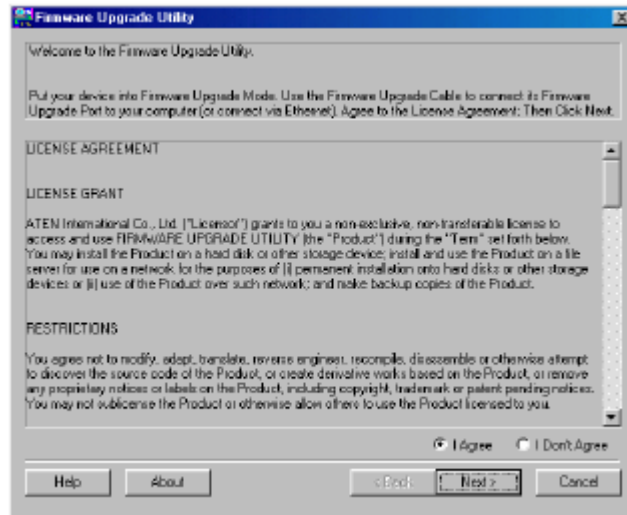 Firmware Upgrade Utility
Welcome to the Firmware Upgrade Utility.
Put your device into Firmware Upgrade Mode. Use the Firmware Upgrade Cable to connect its Firmware
Upgrade Port to your computer (or connect via Ethernet). Agree to the License Agreement; Then Click Next.
LICENSE AGREEMENT
LICENSE GRANT
ATEN International Co., Ltd. ("Licensor") grants to you a non-exclusive, non-transferable license to
access and use FIRMWARE UPGRADE UTILITY (the "Product") during the "Term" set forth below.
You may install the Product on a hard disk or other storage device; install and use the Product on a file
server for use on a network for the purposes of (i) permanent installation onto hard disks or other storage
devices or (ii) use of the Product over such network; and make backup copies of the Product.
RESTRICTIONS
You agree not to modify, adapt, translate, reverse engineer, recompile, disassemble or otherwise attempt
to discover the source code of the Product, or create derivative works based on the Product, or remove
any proprietary notices or labels on the Product, including copyright, trademark or patent pending notices.
You may not sublicense the Product or otherwise allow others to use the Product licensed to you.
I Agree I Don't Agree
Help About < Back Next > Cancel